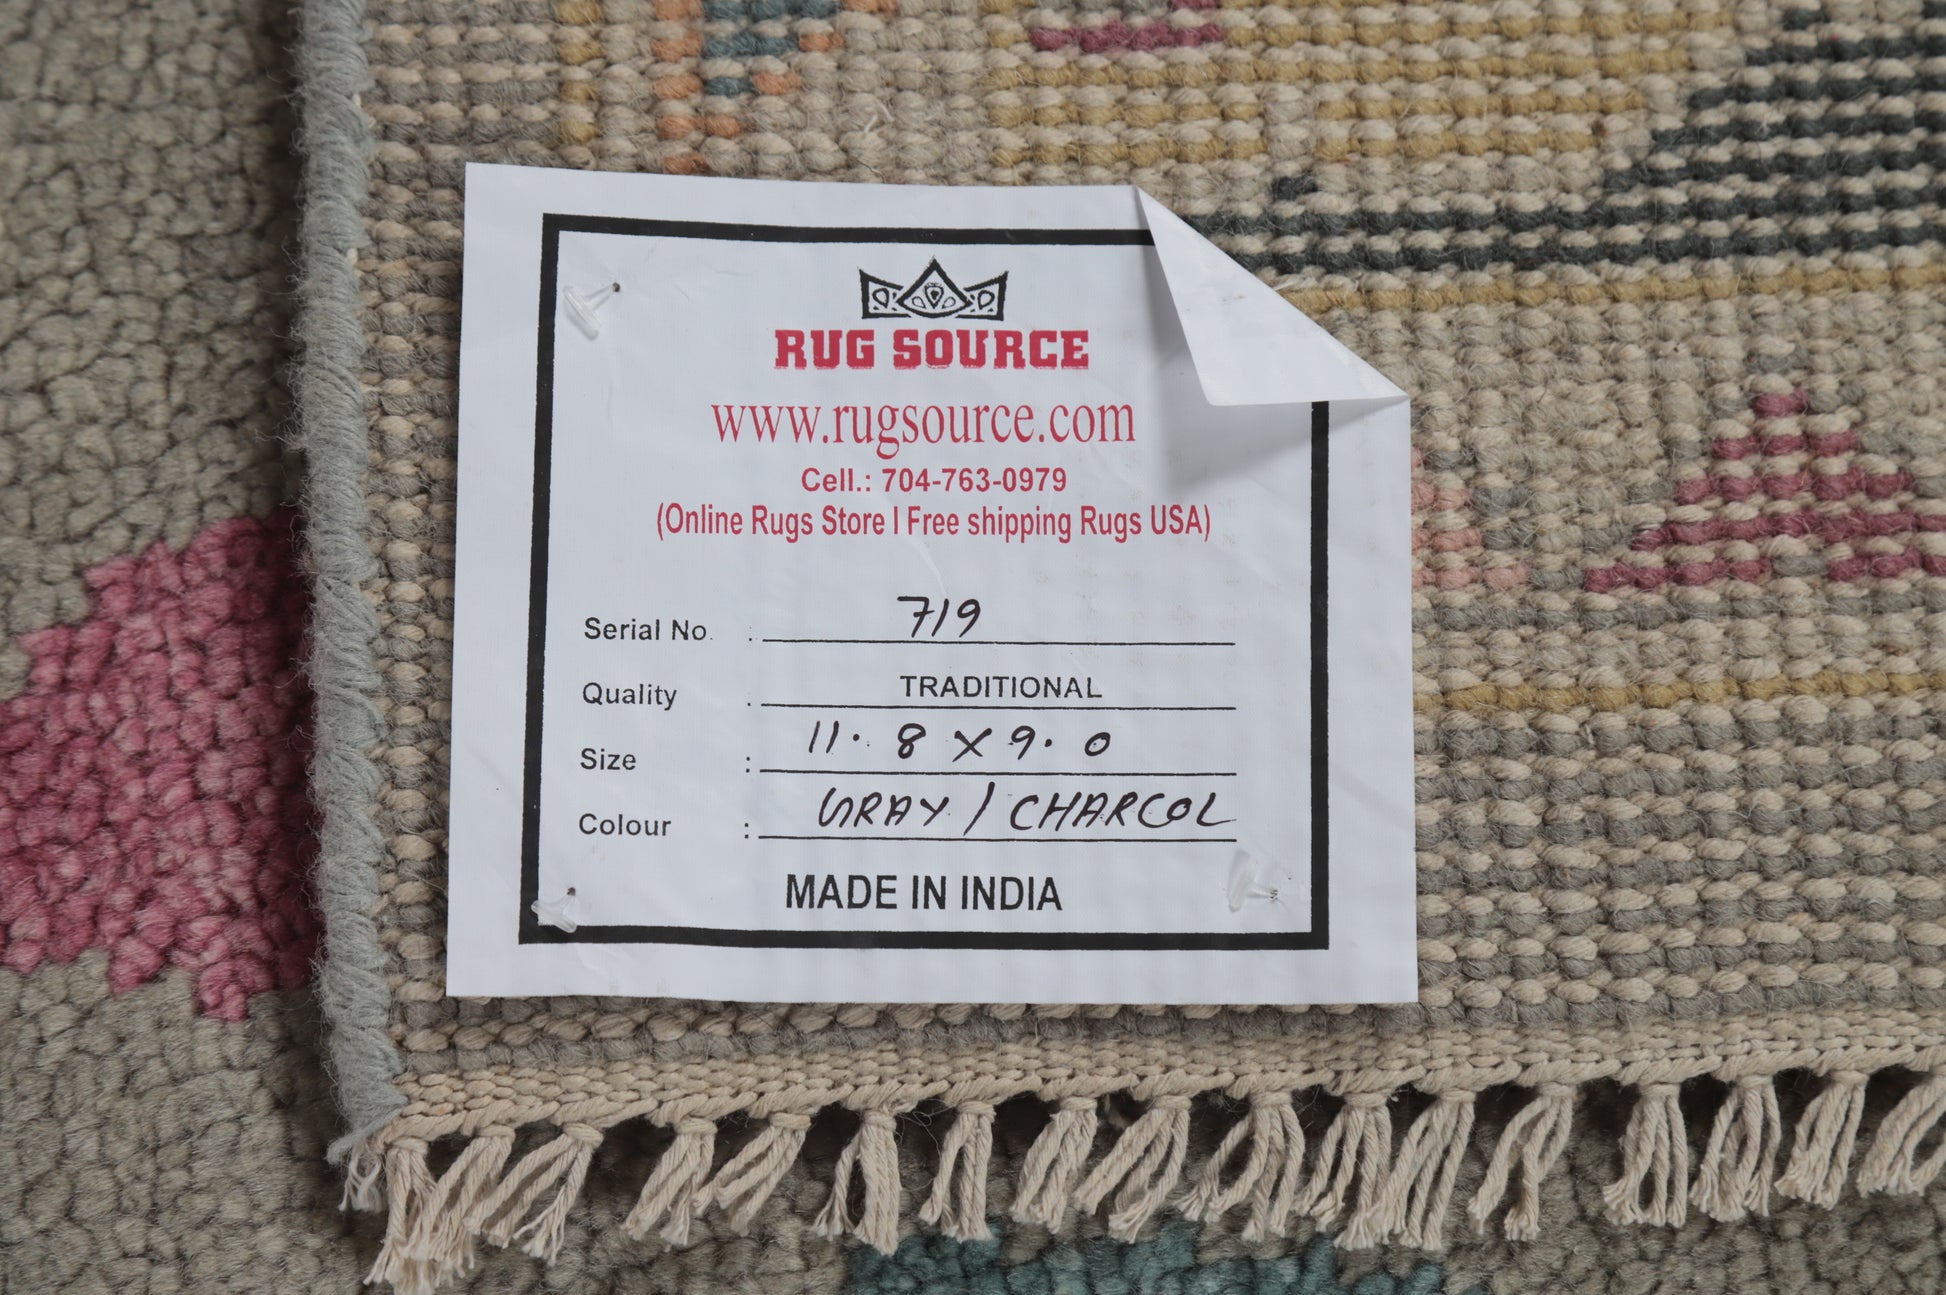 RUG SOURCE
www.rugsource.com
Cell.: 704-763-0979
(Online Rugs Store I Free shipping Rugs USA)
Serial No. : 719
Quality : TRADITIONAL
Size : 11.8 X 9.0
Colour : GRAY / CHARCOL
MADE IN INDIA